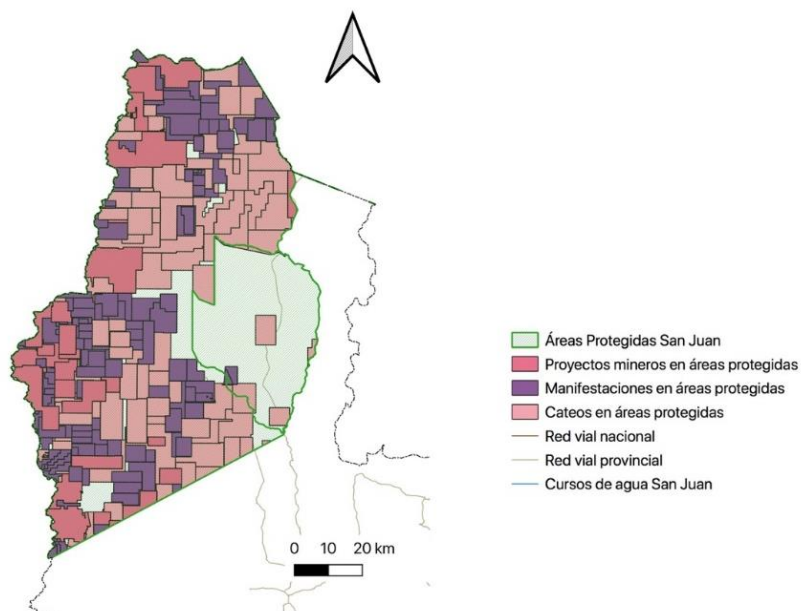 Áreas Protegidas San Juan
Proyectos mineros en áreas protegidas
Manifestaciones en áreas protegidas
Cateos en áreas protegidas
Red vial nacional
Red vial provincial
Cursos de agua San Juan
0 10 20 km